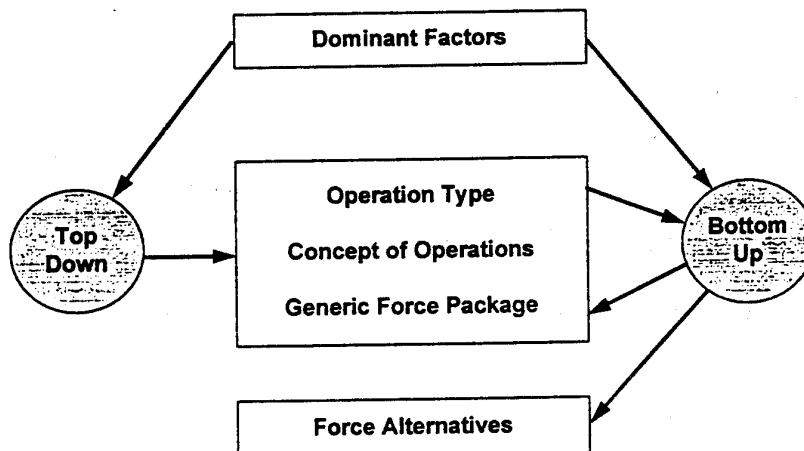 Dominant Factors
Operation Type
Top
Down
Concept of Operations
Bottom
Up
Generic Force Package
Force Alternatives